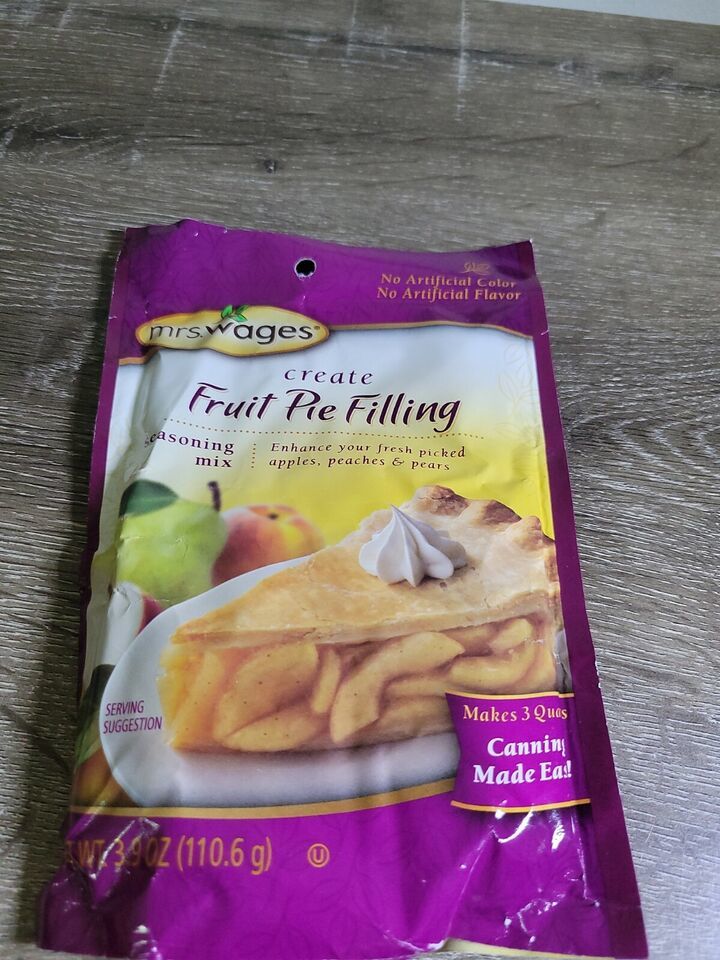 No Artificial Color
No Artificial Flavor
mrs.wages®
create
Fruit Pie Filling
easoning
mix
Enhance your fresh picked
apples, peaches & pears
SERVING
SUGGESTION
Makes 3 Qua
Canning
Made Eas!
WT. 3.9 OZ (110.6 g)
U